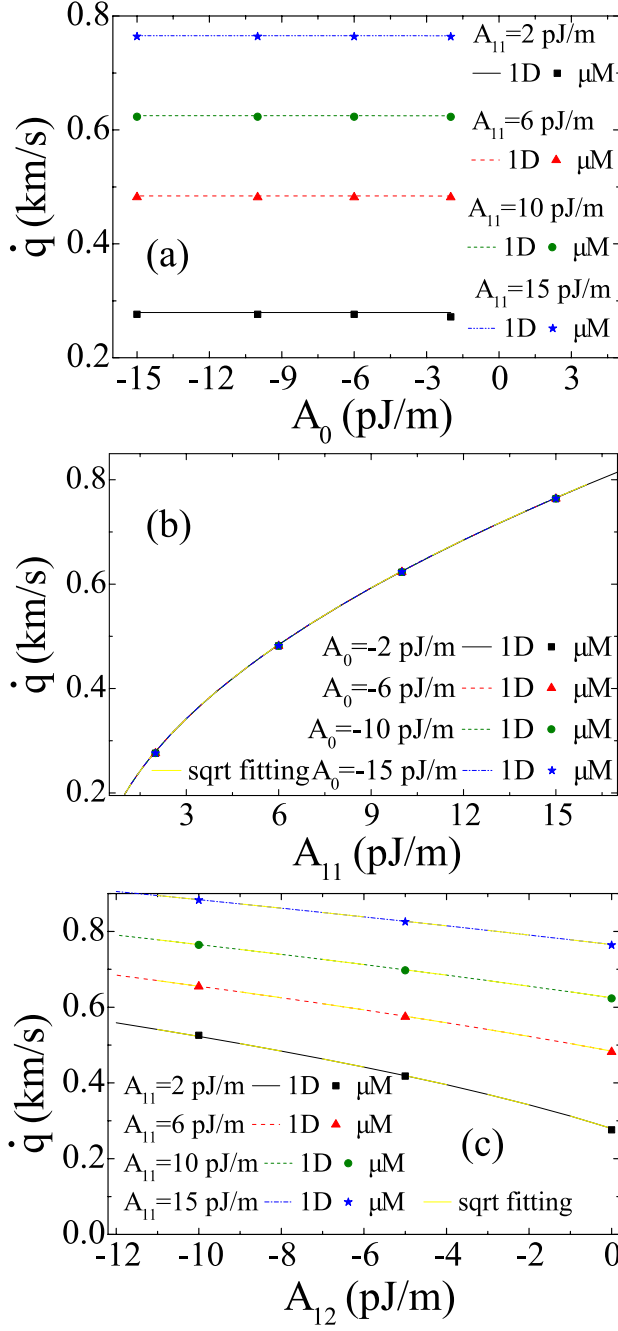 0.8
A₁₁=2 pJ/m
1D μM
A₁₁=6 pJ/m
0.6
1D μM
A₁₁=10 pJ/m
q̇ (km/s)
1D μM
0.4
(a)
A₁₁=15 pJ/m
1D μM
0.2
-15 -12 -9 -6 -3 0 3
A₀ (pJ/m)
0.8
(b)
0.6
q̇ (km/s)
A₀=-2 pJ/m 1D μM
A₀=-6 pJ/m 1D μM
0.4
A₀=-10 pJ/m 1D μM
sqrt fitting A₀=-15 pJ/m 1D μM
0.2
3 6 9 12 15
A₁₁ (pJ/m)
0.8
0.6
q̇ (km/s)
0.4
A₁₁=2 pJ/m 1D μM
A₁₁=6 pJ/m 1D μM
(c)
0.2
A₁₁=10 pJ/m 1D μM
A₁₁=15 pJ/m 1D μM sqrt fitting
0.0
-12 -10 -8 -6 -4 -2 0
A₁₂ (pJ/m)